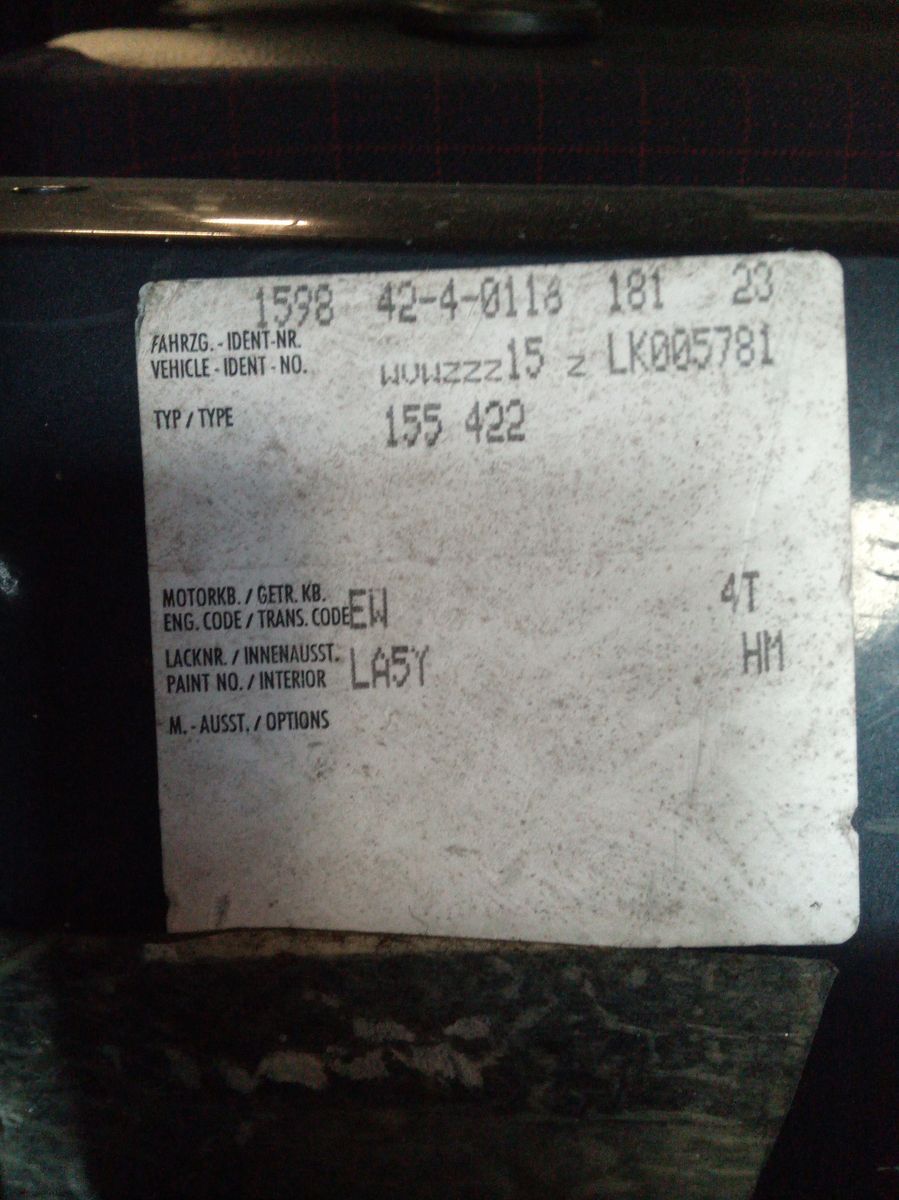 1598 42-4-0118 181 23
FAHRZG. - IDENT-NR.
VEHICLE - IDENT - NO. WVWZZZ15 Z LK005781
TYP / TYPE 155 422
MOTORKB. / GETR. KB.
ENG. CODE / TRANS. CODE EW 4T
LACKNR. / INNENAUSST.
PAINT NO. / INTERIOR LA5Y HM
M. - AUSST. / OPTIONS